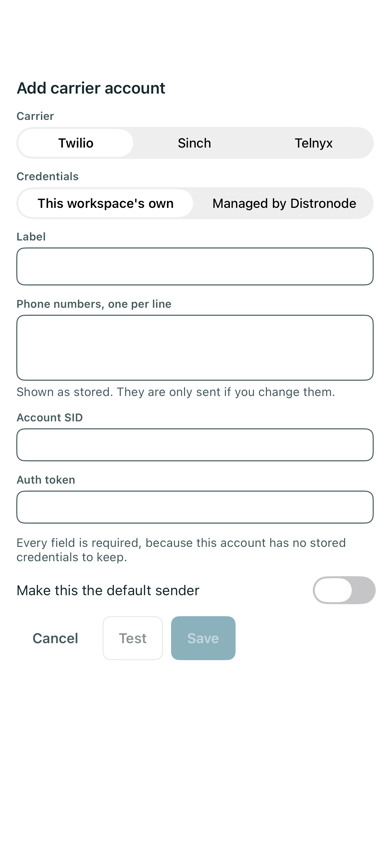 Add carrier account
Carrier
Twilio
Sinch
Telnyx
Credentials
This workspace's own
Managed by Distronode
Label
Phone numbers, one per line
Shown as stored. They are only sent if you change them.
Account SID
Auth token
Every field is required, because this account has no stored
credentials to keep.
Make this the default sender
Cancel
Test
Save